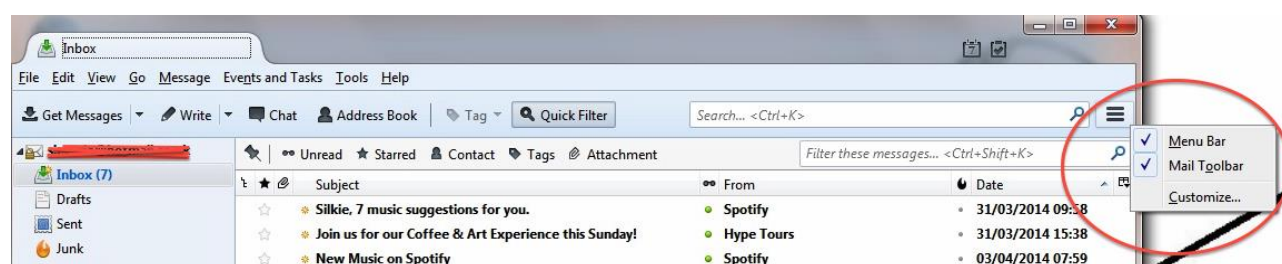 Inbox
File Edit View Go Message Events and Tasks Tools Help
Get Messages Write Chat Address Book Tag Quick Filter Search... <Ctrl+K>
Menu Bar
Mail Toolbar
Customize...
Unread Starred Contact Tags Attachment Filter these messages... <Ctrl+Shift+K>
Inbox (7)
Drafts
Sent
Junk
Subject From Date
Silkie, 7 music suggestions for you. Spotify 31/03/2014 09:58
Join us for our Coffee & Art Experience this Sunday! Hype Tours 31/03/2014 15:38
New Music on Spotify Spotify 03/04/2014 07:59